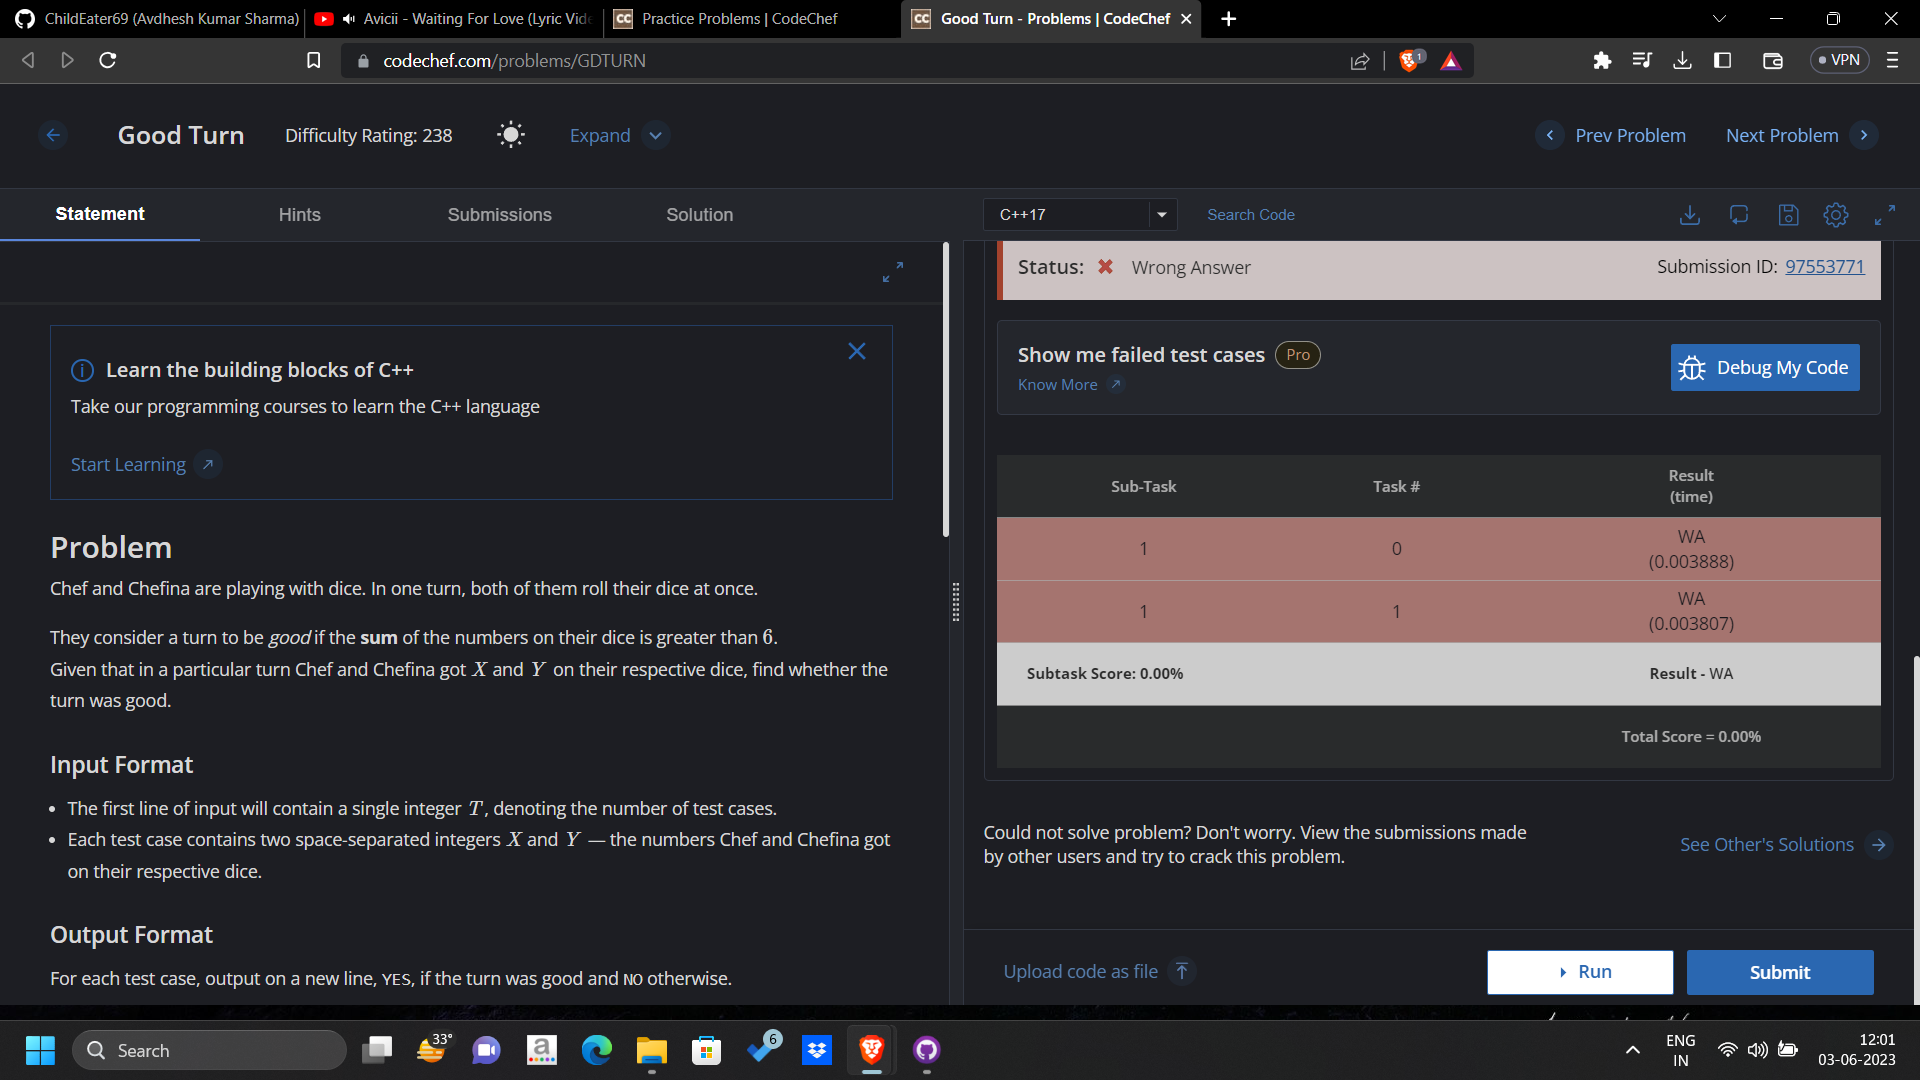 ChildEater69 (Avdhesh Kumar Sharma)
Avicii - Waiting For Love (Lyric Vide
CC Practice Problems | CodeChef
CC Good Turn - Problems | CodeChef
codechef.com/problems/GDTURN
1
VPN
Good Turn
Difficulty Rating: 238
Expand
Prev Problem
Next Problem
Statement
Hints
Submissions
Solution
C++17
Search Code
Status: Wrong Answer
Submission ID: 97553771
Learn the building blocks of C++
Take our programming courses to learn the C++ language
Start Learning
Show me failed test cases Pro
Know More
Debug My Code
Problem
Chef and Chefina are playing with dice. In one turn, both of them roll their dice at once.
They consider a turn to be good if the sum of the numbers on their dice is greater than 6.
Given that in a particular turn Chef and Chefina got X and Y on their respective dice, find whether the
turn was good.
Input Format
• The first line of input will contain a single integer T, denoting the number of test cases.
• Each test case contains two space-separated integers X and Y — the numbers Chef and Chefina got
on their respective dice.
Output Format
For each test case, output on a new line, YES, if the turn was good and NO otherwise.
Sub-Task Task # Result
(time)
1 0 WA
(0.003888)
1 1 WA
(0.003807)
Subtask Score: 0.00% Result - WA
Total Score = 0.00%
Could not solve problem? Don't worry. View the submissions made
by other users and try to crack this problem.
See Other's Solutions
Upload code as file
Run
Submit
Search
33°
a
6
ENG
IN
12:01
03-06-2023